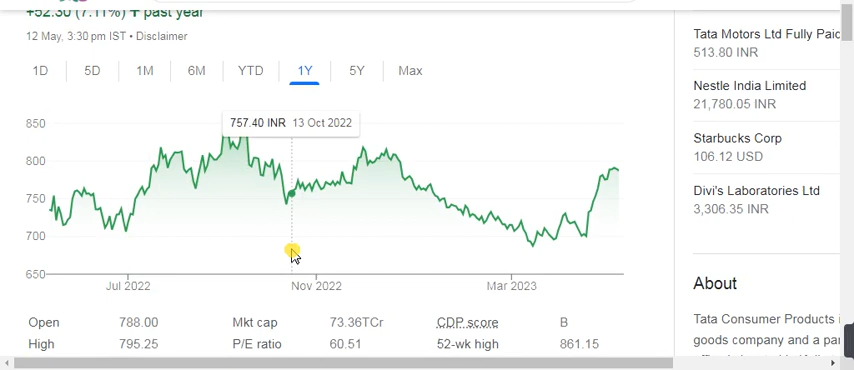 +52.30 (7.11%) ↑ past year
12 May, 3:30 pm IST • Disclaimer
1D 5D 1M 6M YTD 1Y 5Y Max
757.40 INR 13 Oct 2022
850
800
750
700
650
Jul 2022 Nov 2022 Mar 2023
Open 788.00 Mkt cap 73.36TCr CDP score B
High 795.25 P/E ratio 60.51 52-wk high 861.15
Tata Motors Ltd Fully Paid
513.80 INR
Nestle India Limited
21,780.05 INR
Starbucks Corp
106.12 USD
Divi's Laboratories Ltd
3,306.35 INR
About
Tata Consumer Products i
goods company and a par